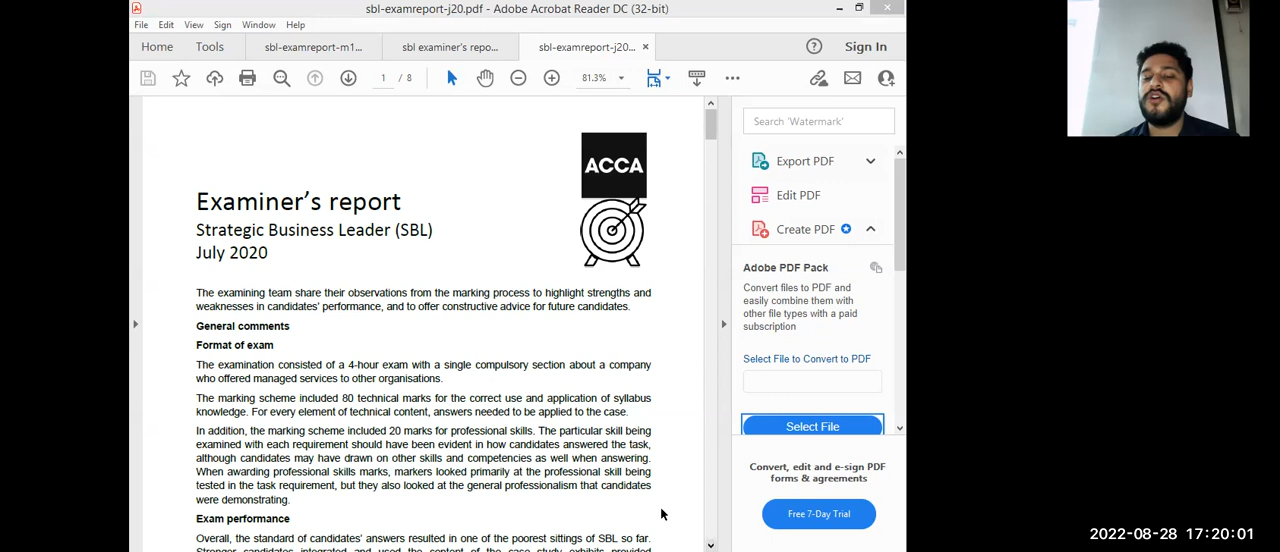 sbl-examreport-j20.pdf - Adobe Acrobat Reader DC (32-bit)
File Edit View Sign Window Help
Home Tools sbl-examreport-m1... sbl examiner's repo... sbl-examreport-j20... × Sign In
1 / 8 81.3%
ACCA
Examiner's report
Strategic Business Leader (SBL)
July 2020
The examining team share their observations from the marking process to highlight strengths and
weaknesses in candidates' performance, and to offer constructive advice for future candidates.
General comments
Format of exam
The examination consisted of a 4-hour exam with a single compulsory section about a company
who offered managed services to other organisations.
The marking scheme included 80 technical marks for the correct use and application of syllabus
knowledge. For every element of technical content, answers needed to be applied to the case.
In addition, the marking scheme included 20 marks for professional skills. The particular skill being
examined with each requirement should have been evident in how candidates answered the task,
although candidates may have drawn on other skills and competencies as well when answering.
When awarding professional skills marks, markers looked primarily at the professional skill being
tested in the task requirement, but they also looked at the general professionalism that candidates
were demonstrating.
Exam performance
Overall, the standard of candidates' answers resulted in one of the poorest sittings of SBL so far.
Stronger candidates integrated and used the content of the case study exhibits provided
Search 'Watermark'
Export PDF
Edit PDF
Create PDF
Adobe PDF Pack
Convert files to PDF and
easily combine them with
other file types with a paid
subscription
Select File to Convert to PDF
Select File
Convert, edit and e-sign PDF
forms & agreements
Free 7-Day Trial
2022-08-28 17:20:01